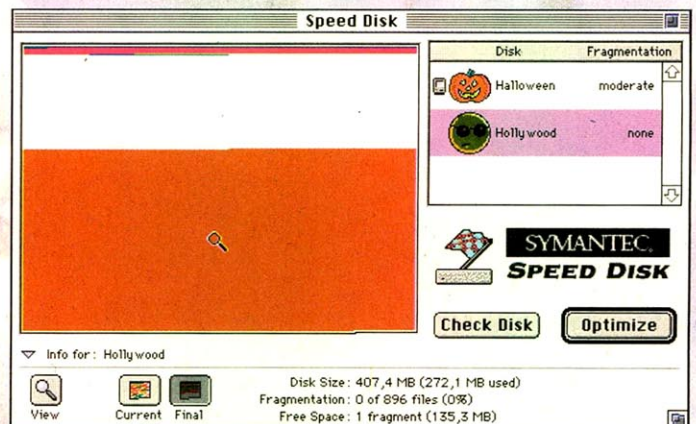 Speed Disk
Disk Fragmentation
Halloween moderate
Hollywood none
SYMANTEC.
SPEED DISK
Check Disk Optimize
Info for: Hollywood
View Current Final
Disk Size: 407,4 MB (272,1 MB used)
Fragmentation: 0 of 896 files (0%)
Free Space: 1 fragment (135,3 MB)